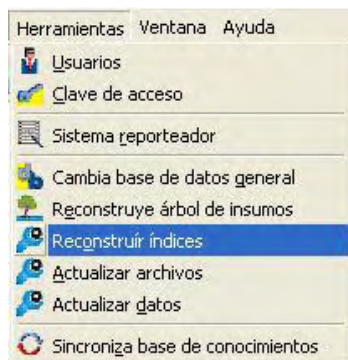 Herramientas Ventana Ayuda
Usuarios
Clave de acceso
Sistema reporteador
Cambia base de datos general
Reconstruye árbol de insumos
Reconstruír índices
Actualizar archivos
Actualizar datos
Sincroniza base de conocimientos